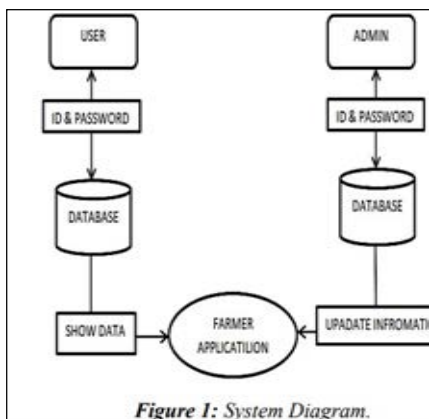 USER
ADMIN
ID & PASSWORD
ID & PASSWORD
DATABASE
DATABASE
SHOW DATA
FARMER
APPLICATILION
UPADATE INFROMATI
Figure 1: System Diagram.